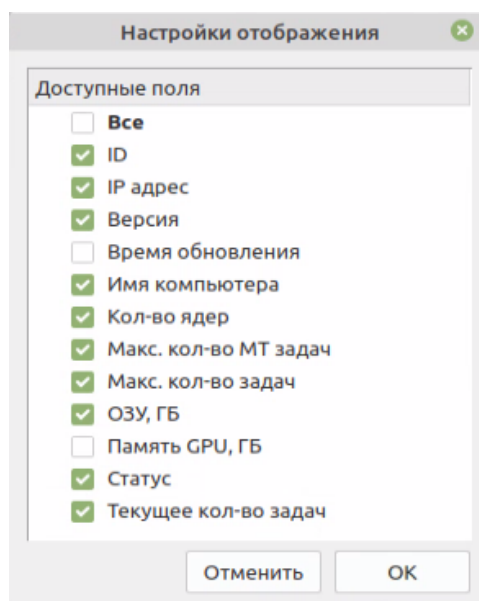 Настройки отображения
Доступные поля
Все
ID
IP адрес
Версия
Время обновления
Имя компьютера
Кол-во ядер
Макс. кол-во МТ задач
Макс. кол-во задач
ОЗУ, ГБ
Память GPU, ГБ
Статус
Текущее кол-во задач
Отменить ОК